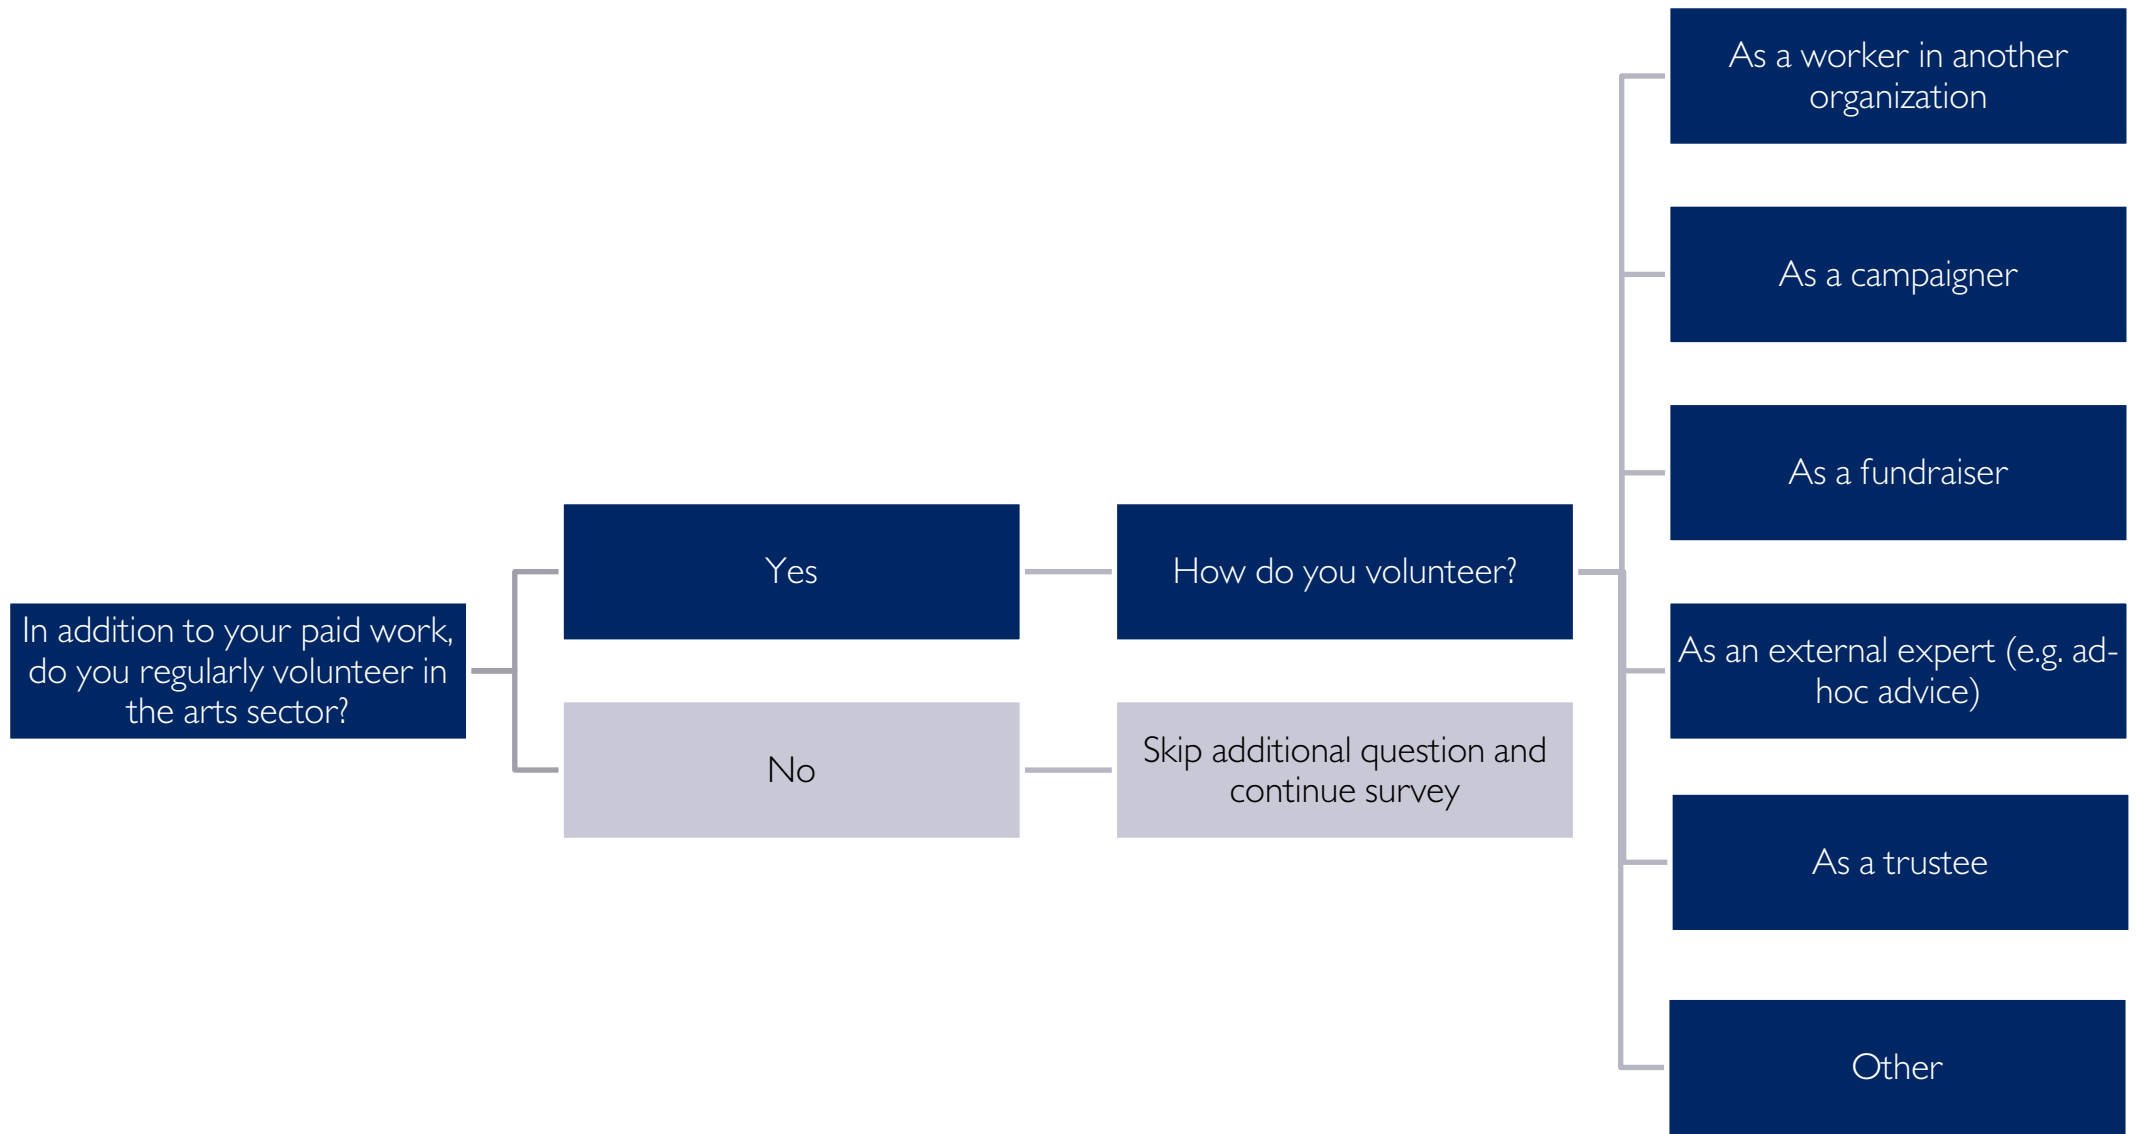 In addition to your paid work,
do you regularly volunteer in
the arts sector?
Yes
No
How do you volunteer?
Skip additional question and
continue survey
As a worker in another
organization
As a campaigner
As a fundraiser
As an external expert (e.g. ad-
hoc advice)
As a trustee
Other